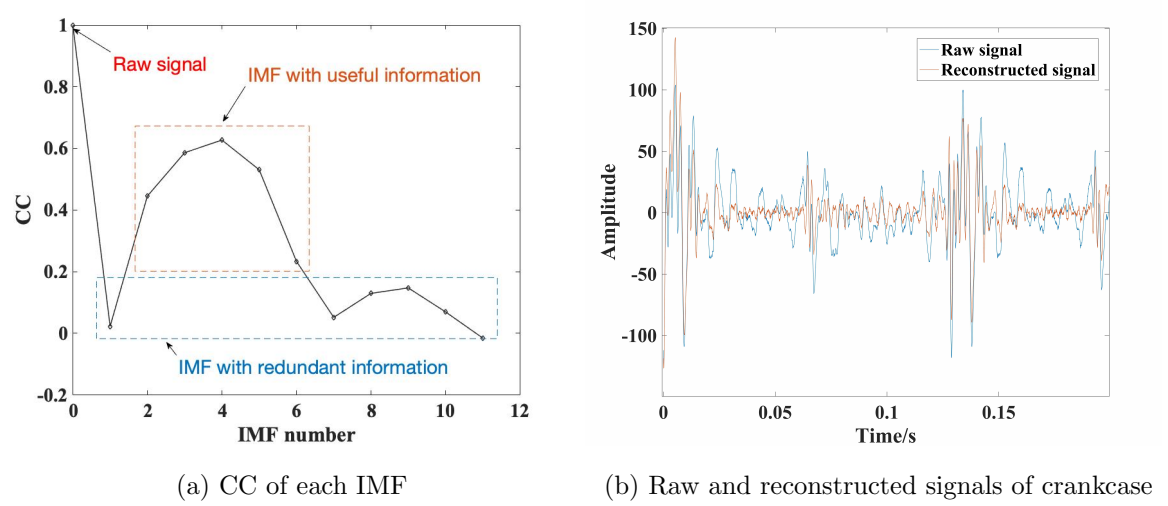 1
0.8
0.6
0.4
0.2
0
-0.2
CC
Raw signal
IMF with useful information
IMF with redundant information
0 2 4 6 8 10 12
IMF number
(a) CC of each IMF
150
100
50
0
-50
-100
Amplitude
Raw signal
Reconstructed signal
0 0.05 0.1 0.15
Time/s
(b) Raw and reconstructed signals of crankcase